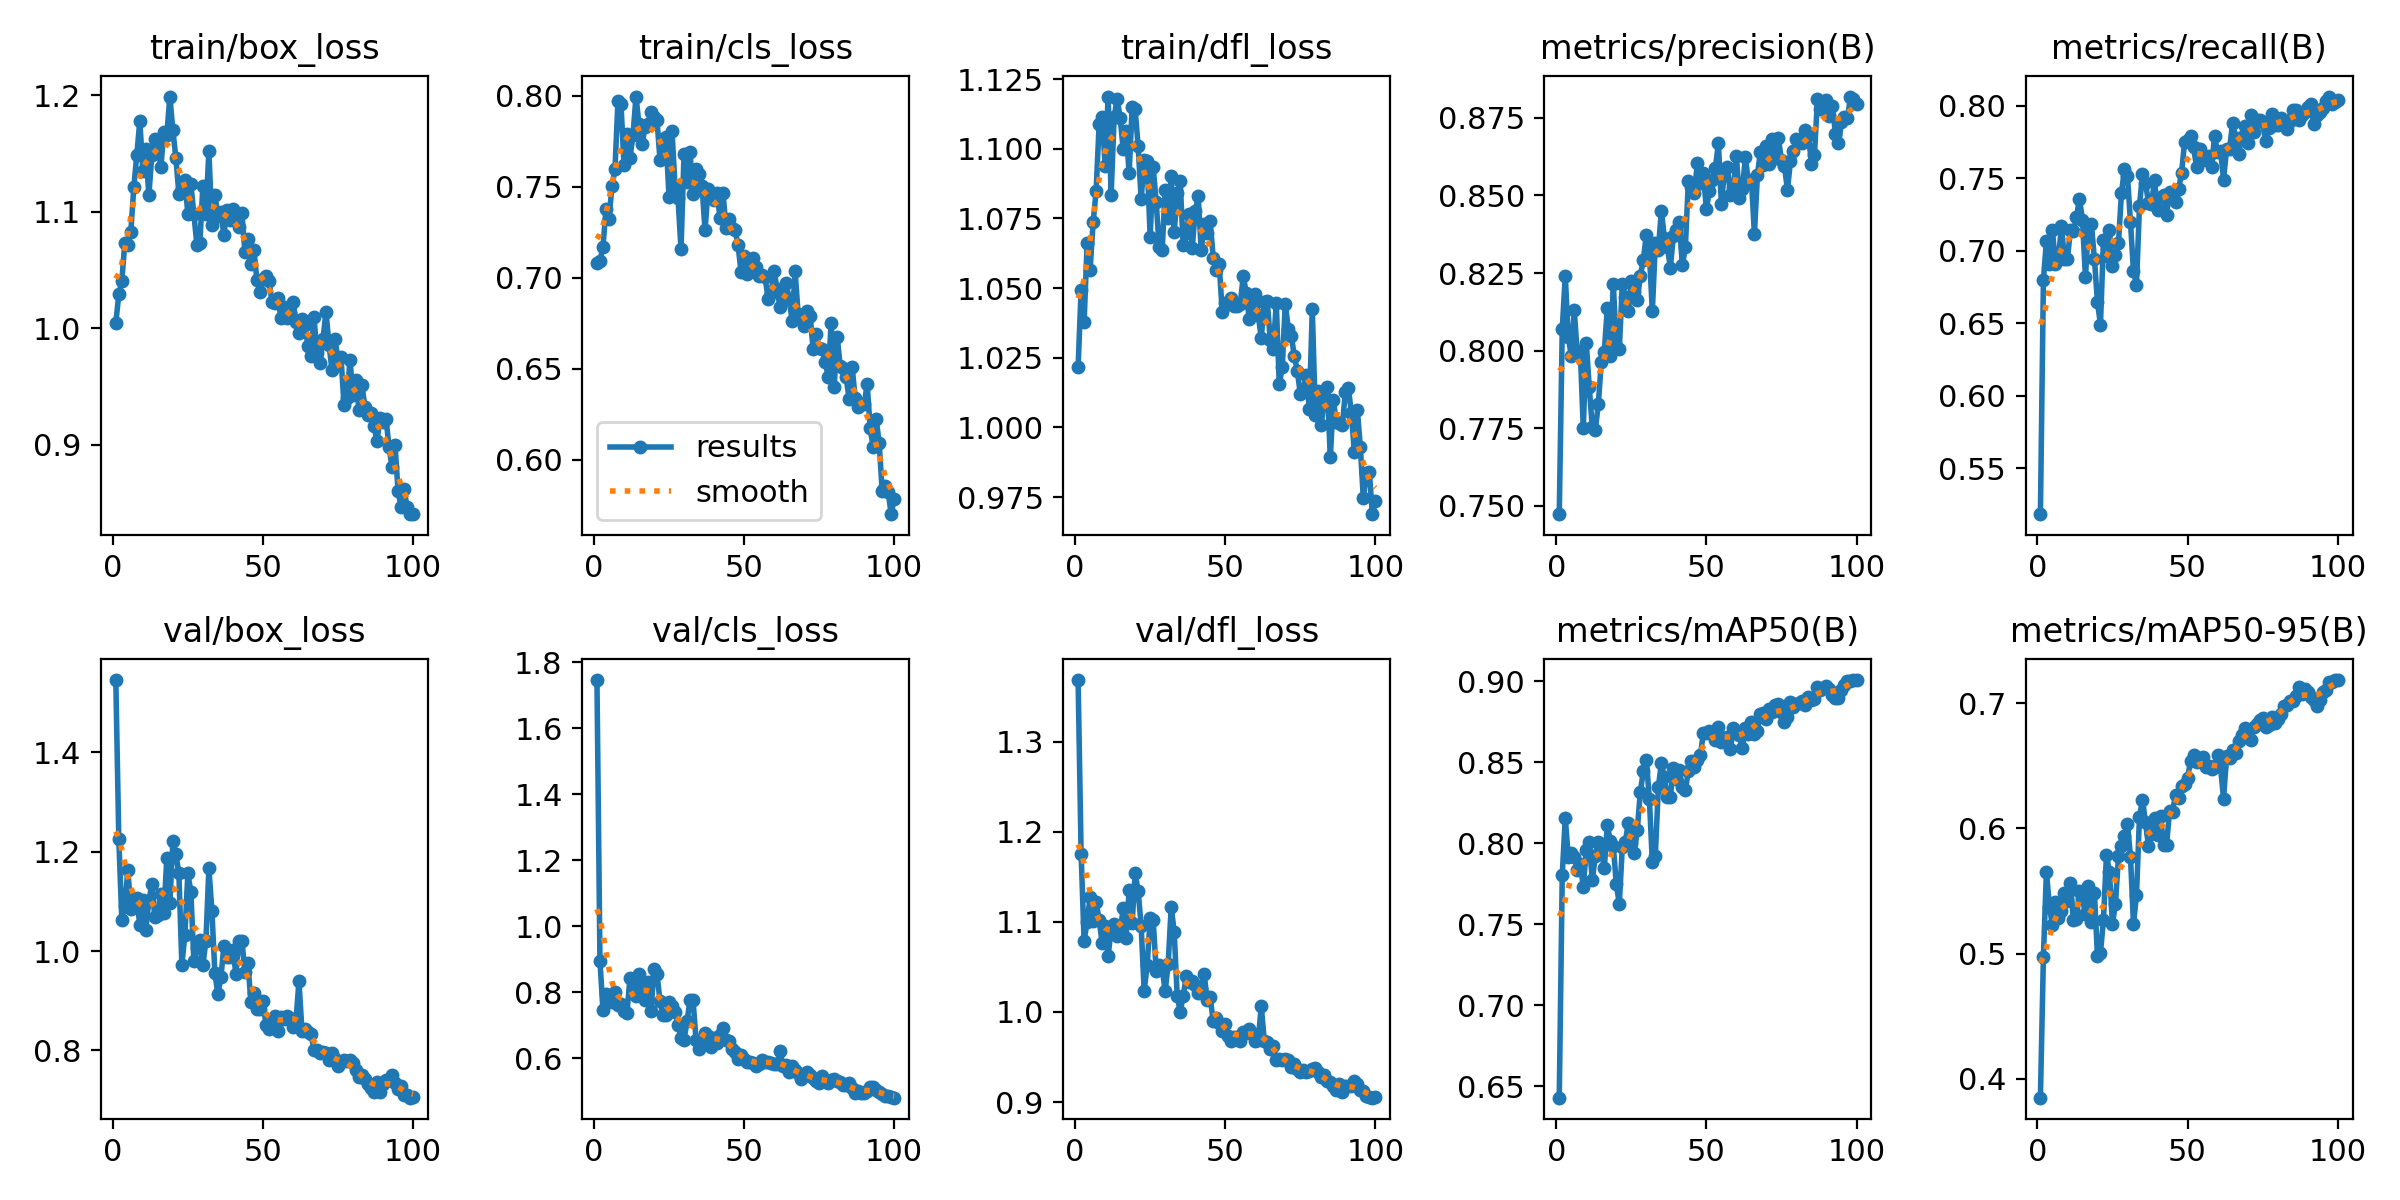 train/box_loss
1.2
1.1
1.0
0.9
0 50 100
train/cls_loss
0.80
0.75
0.70
0.65
0.60
results
smooth
0 50 100
train/dfl_loss
1.125
1.100
1.075
1.050
1.025
1.000
0.975
0 50 100
metrics/precision(B)
0.875
0.850
0.825
0.800
0.775
0.750
0 50 100
metrics/recall(B)
0.80
0.75
0.70
0.65
0.60
0.55
0 50 100
val/box_loss
1.4
1.2
1.0
0.8
0 50 100
val/cls_loss
1.8
1.6
1.4
1.2
1.0
0.8
0.6
0 50 100
val/dfl_loss
1.3
1.2
1.1
1.0
0.9
0 50 100
metrics/mAP50(B)
0.90
0.85
0.80
0.75
0.70
0.65
0 50 100
metrics/mAP50-95(B)
0.7
0.6
0.5
0.4
0 50 100